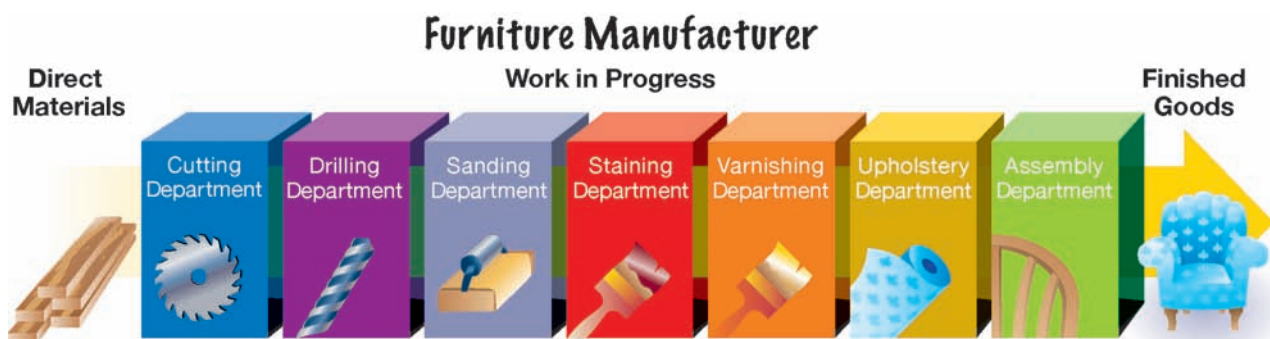 Furniture Manufacturer
Direct
Materials
Work in Progress
Finished
Goods
Cutting
Department
Drilling
Department
Sanding
Department
Staining
Department
Varnishing
Department
Upholstery
Department
Assembly
Department